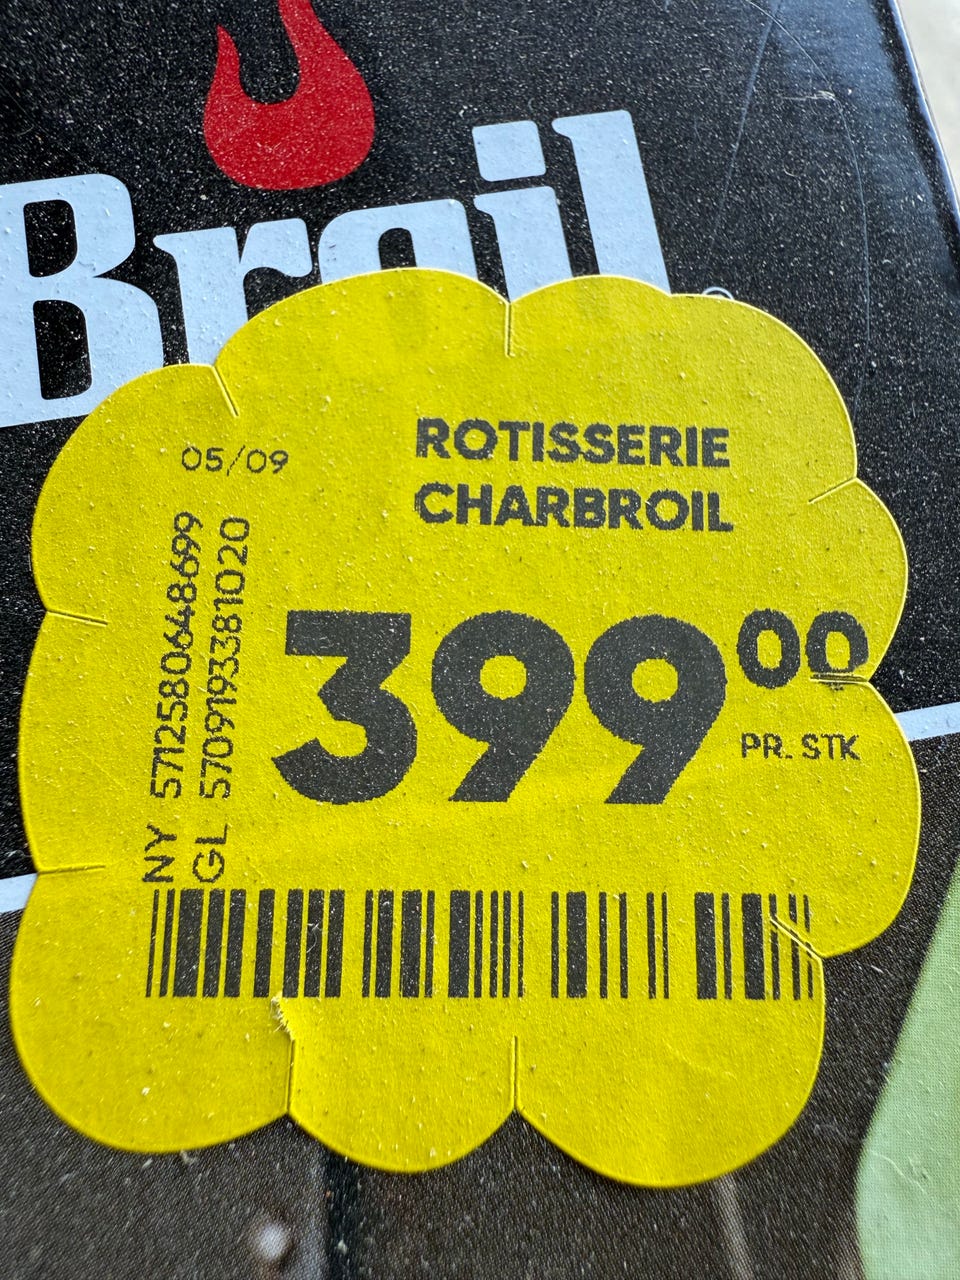 Broil
05/09
ROTISSERIE
CHARBROIL
NY 5712580648699
GL 5709193381020
39900
PR. STK